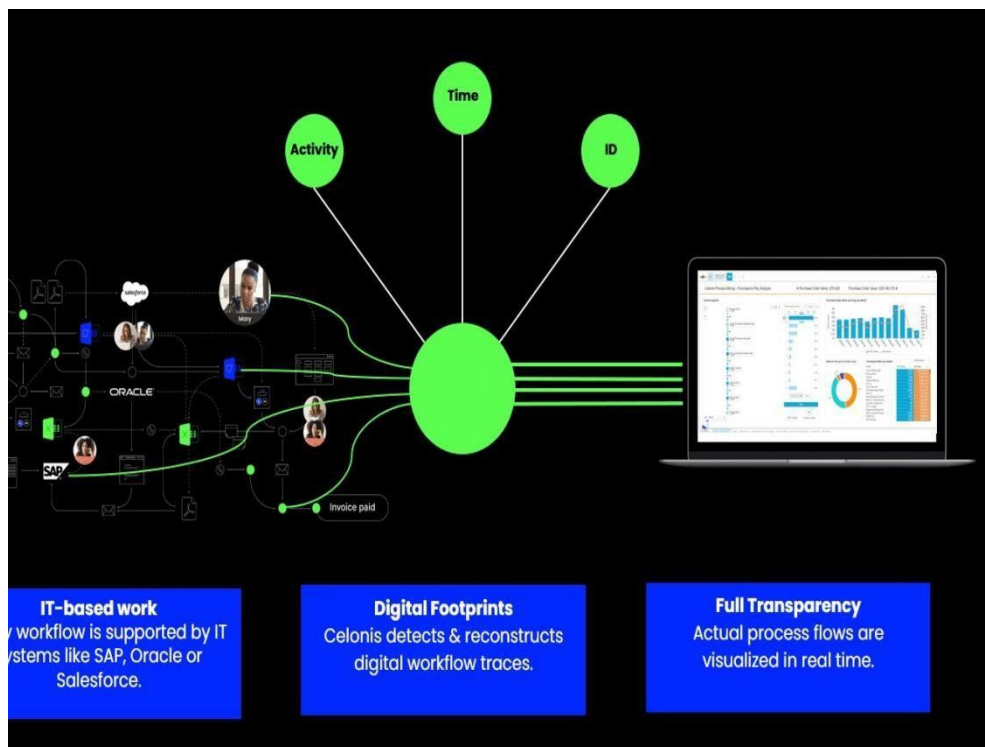 Time
Activity
ID
salesforce
Mary
ORACLE
SAP
Invoice paid
IT-based work
workflow is supported by IT
ystems like SAP, Oracle or
Salesforce.
Digital Footprints
Celonis detects & reconstructs
digital workflow traces.
Full Transparency
Actual process flows are
visualized in real time.